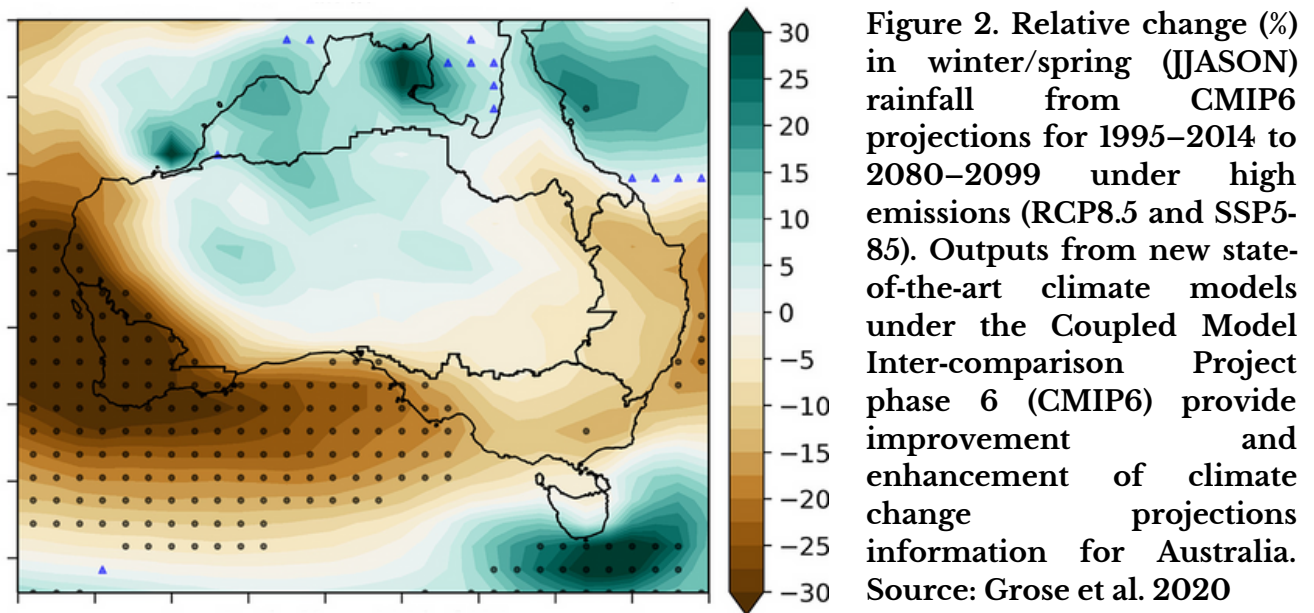 30
25
20
15
10
5
0
−5
−10
−15
−20
−25
−30
Figure 2. Relative change (%)
in winter/spring (JJASON)
rainfall from CMIP6
projections for 1995–2014 to
2080–2099 under high
emissions (RCP8.5 and SSP5-
85). Outputs from new state-
of-the-art climate models
under the Coupled Model
Inter-comparison Project
phase 6 (CMIP6) provide
improvement and
enhancement of climate
change projections
information for Australia.
Source: Grose et al. 2020